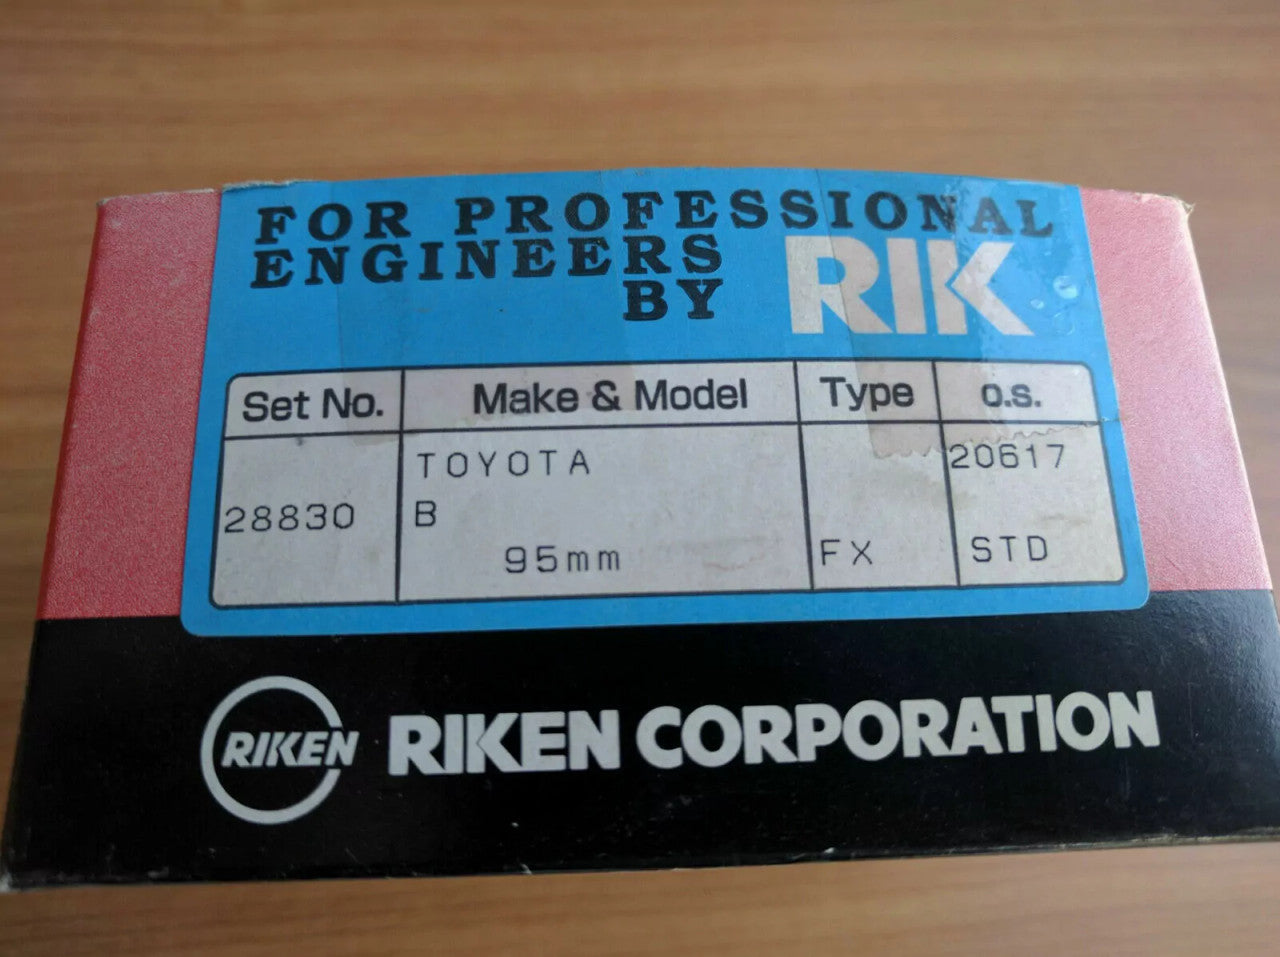 FOR PROFESSIONAL
ENGINEERS
BY RIK
Set No. Make & Model Type o.s.
TOYOTA 20617
28830 B
95mm FX STD
RIKEN RIKEN CORPORATION